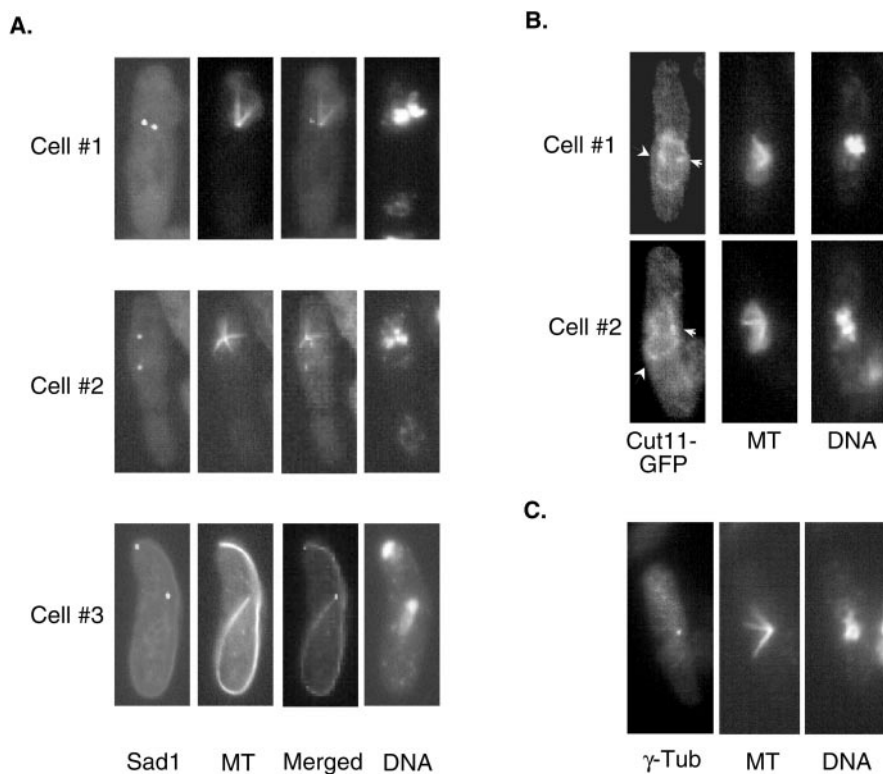 A.
Cell #1
Cell #2
Cell #3
Sad1 MT Merged DNA
B.
Cell #1
Cell #2
Cut11-
GFP
MT DNA
C.
γ-Tub MT DNA